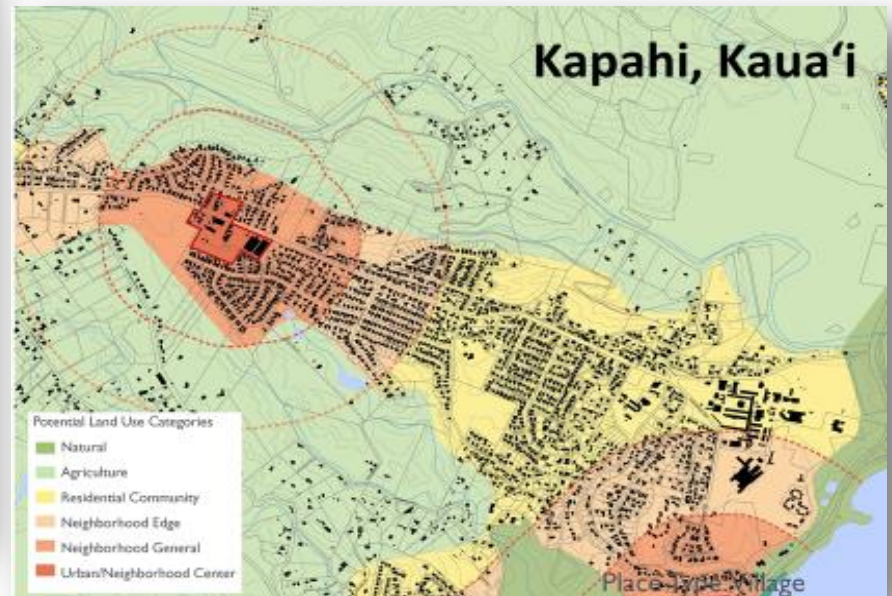 Kapahi, Kauaʻi
Potential Land Use Categories
Natural
Agriculture
Residential Community
Neighborhood Edge
Neighborhood General
Urban/Neighborhood Center
Place Type: Village